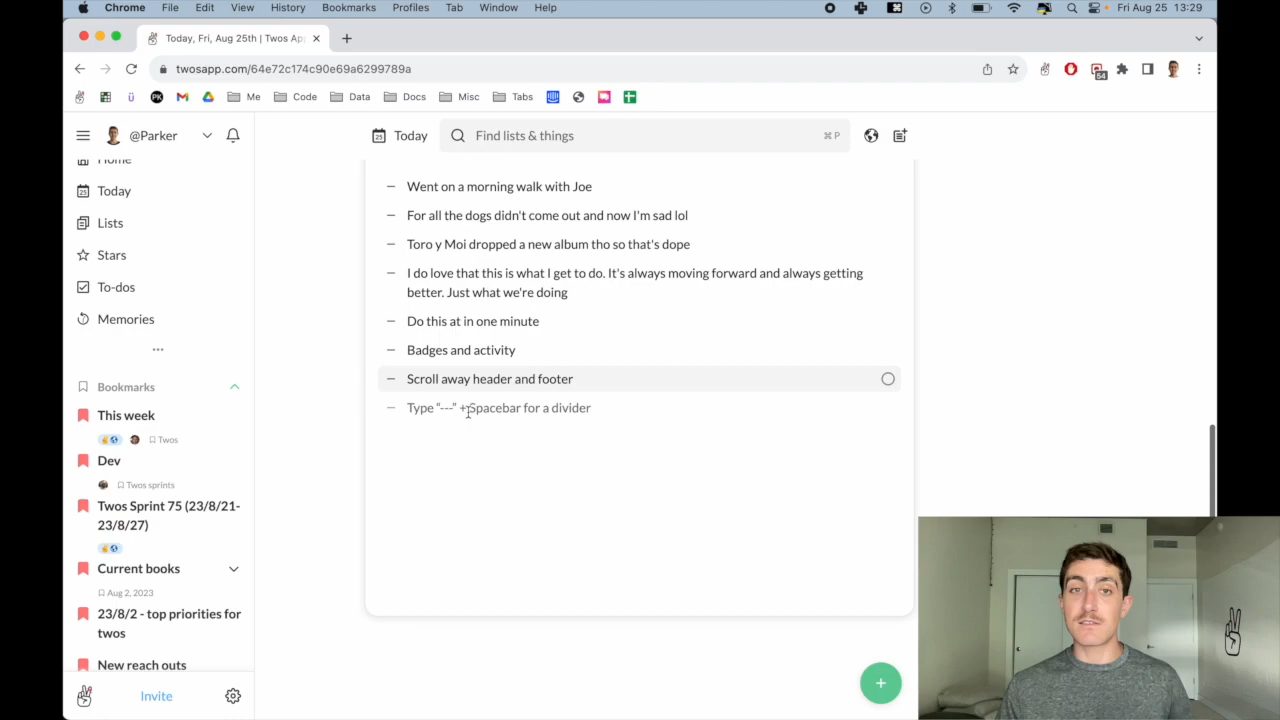 Chrome File Edit View History Bookmarks Profiles Tab Window Help Fri Aug 25 13:29
Today, Fri, Aug 25th | Twos Ap
twosapp.com/64e72c174c90e69a6299789a
Me Code Data Docs Misc Tabs
@Parker
25 Today
Find lists & things
⌘P
Home
Today
Lists
Stars
To-dos
Memories
Bookmarks
This week
Twos
Dev
Twos sprints
Twos Sprint 75 (23/8/21-
23/8/27)
Current books
Aug 2, 2023
23/8/2 - top priorities for
twos
New reach outs
Invite
– Went on a morning walk with Joe
– For all the dogs didn't come out and now I'm sad lol
– Toro y Moi dropped a new album tho so that's dope
– I do love that this is what I get to do. It's always moving forward and always getting
better. Just what we're doing
– Do this at in one minute
– Badges and activity
– Scroll away header and footer
– Type “---” + Spacebar for a divider